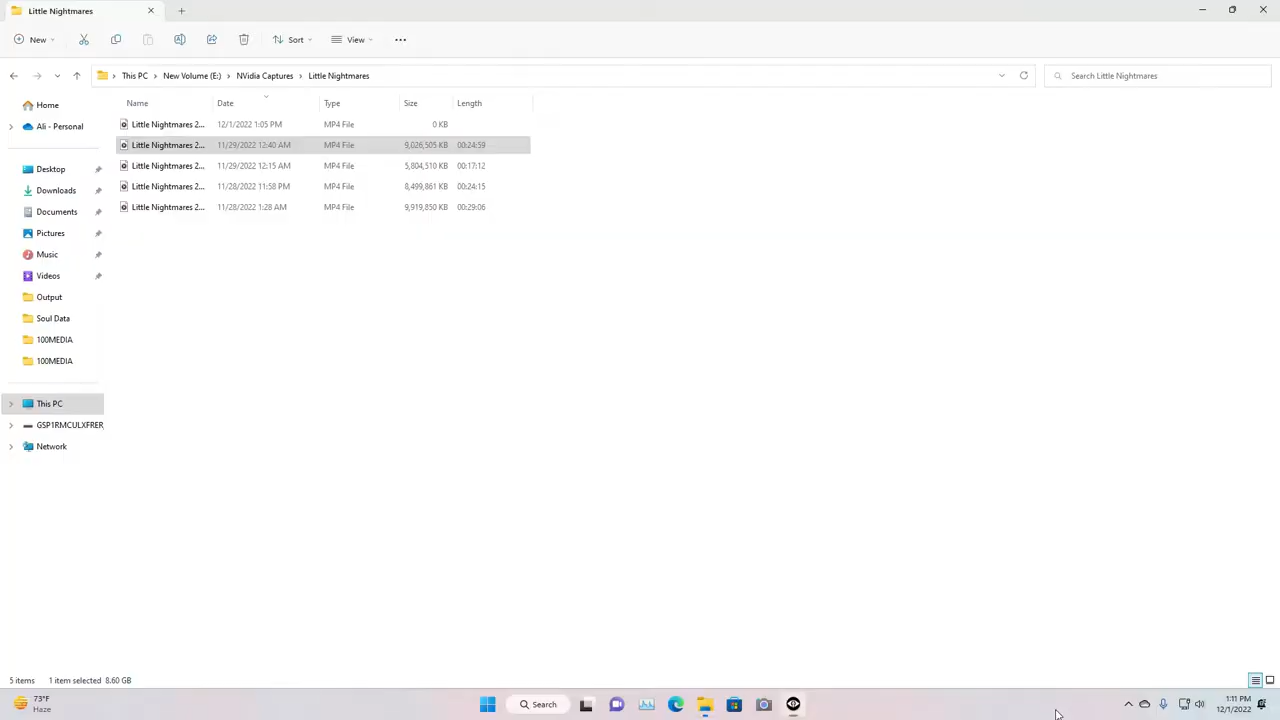 Little Nightmares
New
Sort
View
This PC > New Volume (E:) > NVidia Captures > Little Nightmares
Search Little Nightmares
Name Date Type Size Length
Little Nightmares 2... 12/1/2022 1:05 PM MP4 File 0 KB
Little Nightmares 2... 11/29/2022 12:40 AM MP4 File 9,026,505 KB 00:24:59
Little Nightmares 2... 11/29/2022 12:15 AM MP4 File 5,804,510 KB 00:17:12
Little Nightmares 2... 11/28/2022 11:58 PM MP4 File 8,499,861 KB 00:24:15
Little Nightmares 2... 11/28/2022 1:28 AM MP4 File 9,919,850 KB 00:29:06
Home
Ali - Personal
Desktop
Downloads
Documents
Pictures
Music
Videos
Output
Soul Data
100MEDIA
100MEDIA
This PC
GSP1RMCULXFRER
Network
5 items 1 item selected 8.60 GB
73°F
Haze
Search
1:11 PM
12/1/2022